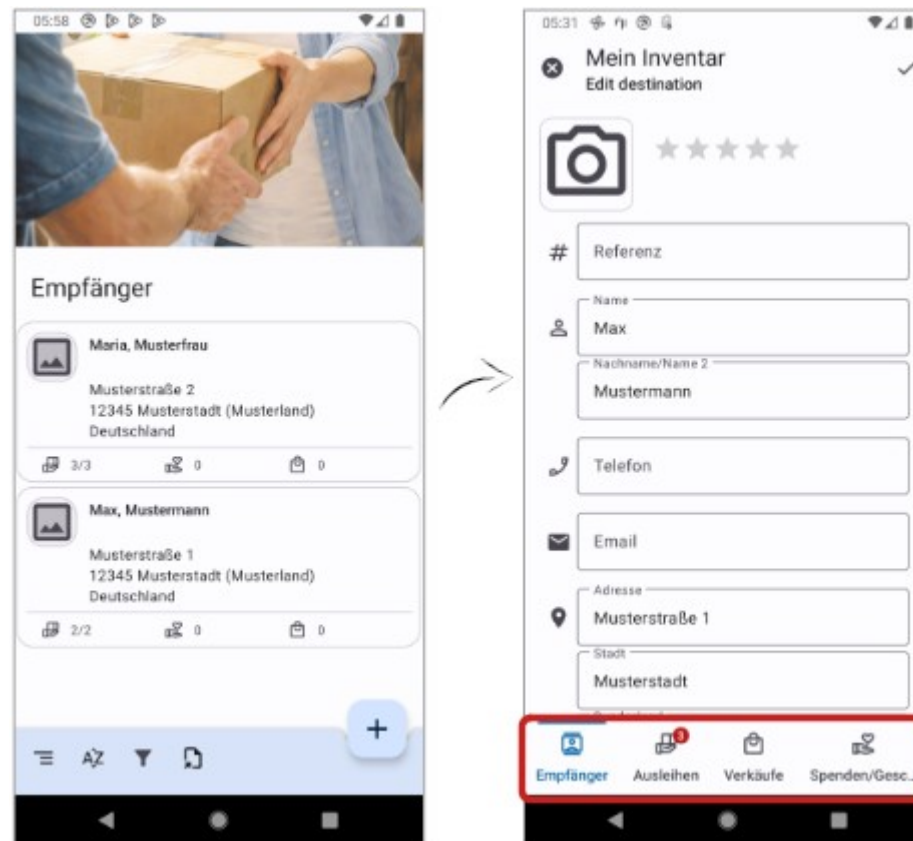 05:58
Empfänger
Maria, Musterfrau
Musterstraße 2
12345 Musterstadt (Musterland)
Deutschland
3/3 0 0
Max, Mustermann
Musterstraße 1
12345 Musterstadt (Musterland)
Deutschland
2/2 0 0
AZ
+
05:31
Mein Inventar
Edit destination
# Referenz
Name
Max
Nachname/Name 2
Mustermann
Telefon
Email
Adresse
Musterstraße 1
Stadt
Musterstadt
3
Empfänger Ausleihen Verkäufe Spenden/Gesc...